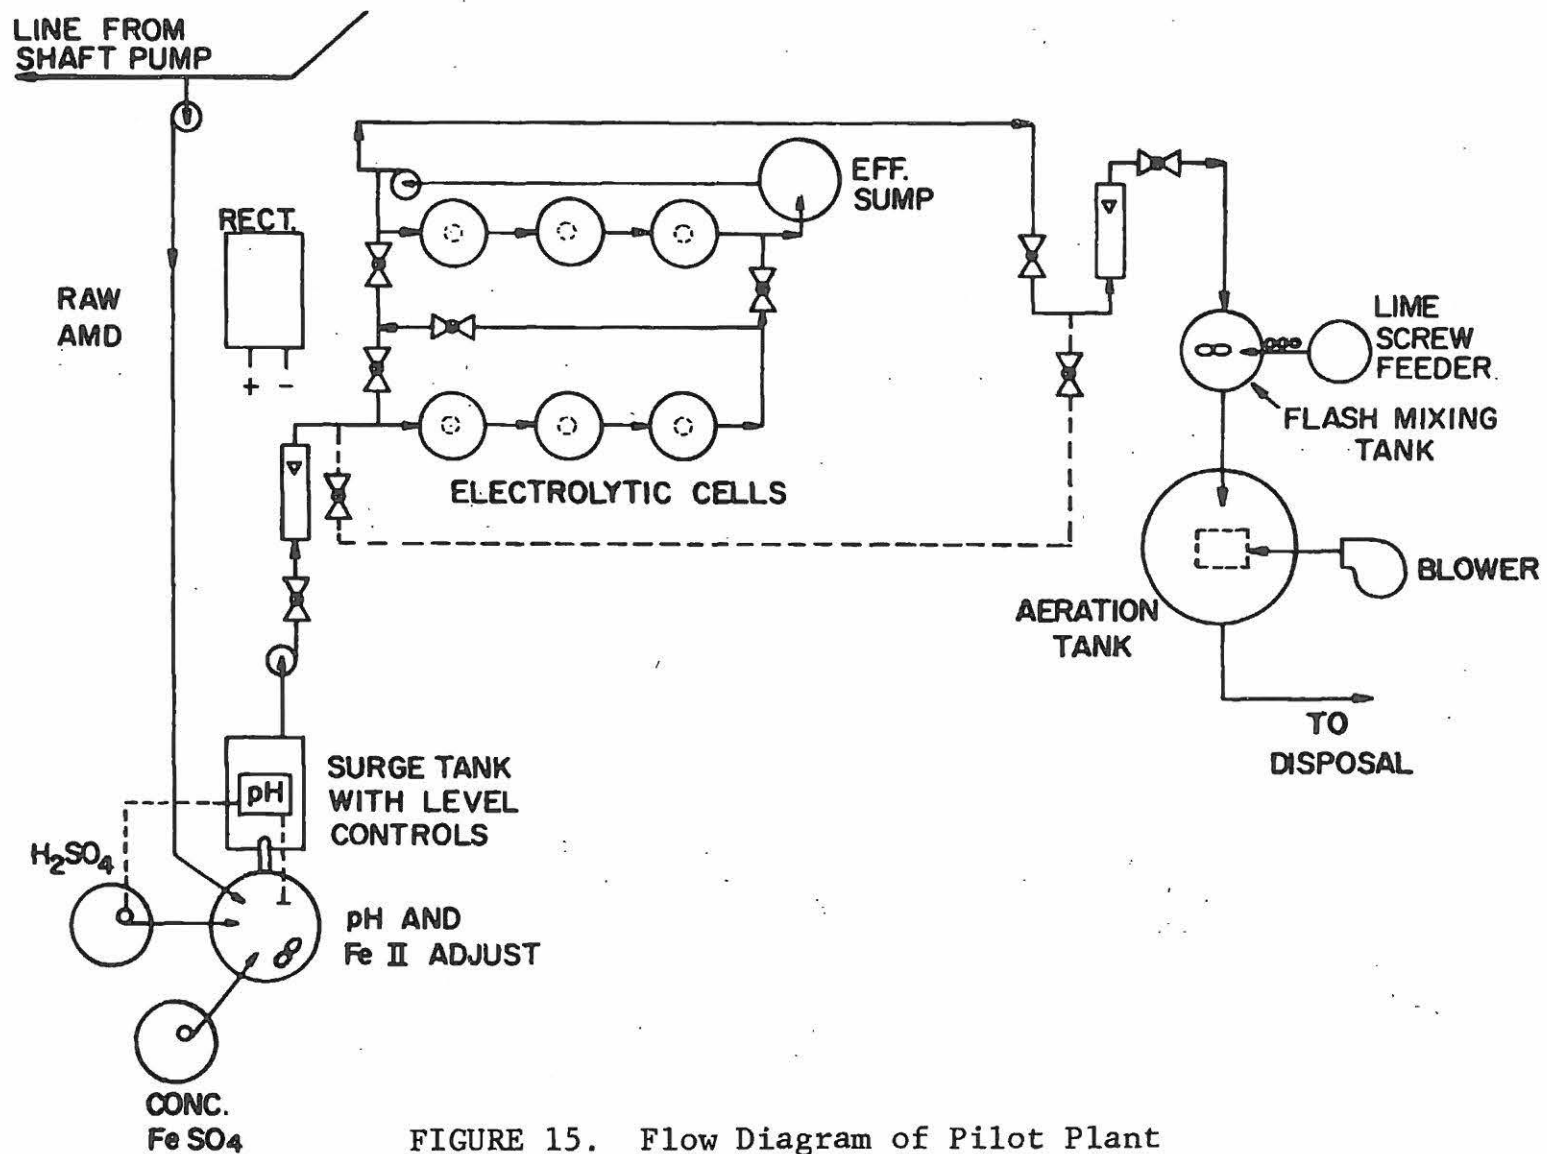 LINE FROM
SHAFT PUMP
EFF.
SUMP
RECT.
RAW
AMD
+ -
LIME
SCREW
FEEDER
FLASH MIXING
TANK
ELECTROLYTIC CELLS
BLOWER
AERATION
TANK
TO
DISPOSAL
SURGE TANK
WITH LEVEL
CONTROLS
pH
H₂SO₄
pH AND
Fe II ADJUST
CONC.
FeSO₄
FIGURE 15. Flow Diagram of Pilot Plant